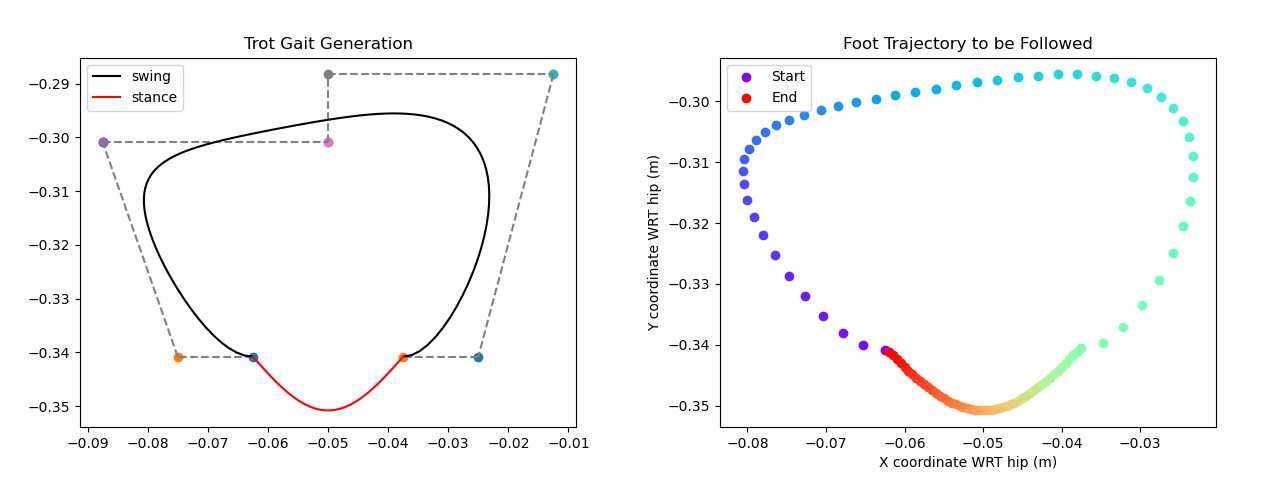 Trot Gait Generation
swing
stance
−0.29
−0.30
−0.31
−0.32
−0.33
−0.34
−0.35
−0.09 −0.08 −0.07 −0.06 −0.05 −0.04 −0.03 −0.02 −0.01
Foot Trajectory to be Followed
Start
End
Y coordinate WRT hip (m)
−0.30
−0.31
−0.32
−0.33
−0.34
−0.35
−0.08 −0.07 −0.06 −0.05 −0.04 −0.03
X coordinate WRT hip (m)